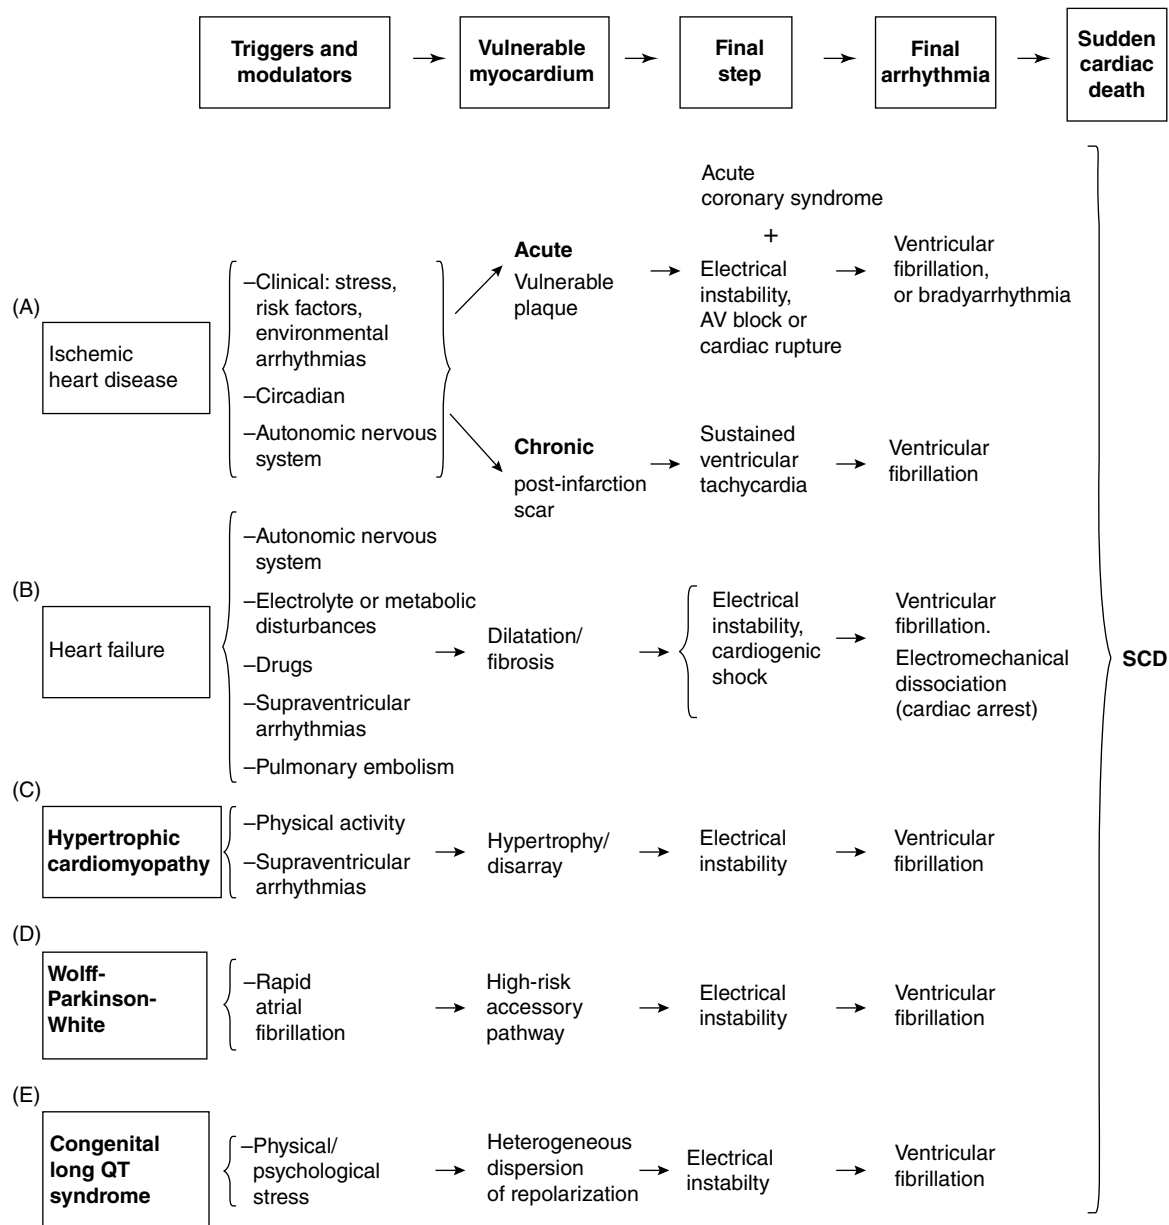 Triggers and
modulators
Vulnerable
myocardium
Final
step
Final
arrhythmia
Sudden
cardiac
death
(A)
Ischemic
heart disease
–Clinical: stress,
risk factors,
environmental
arrhythmias
–Circadian
–Autonomic nervous
system
Acute
Vulnerable
plaque
Acute
coronary syndrome
+
Electrical
instability,
AV block or
cardiac rupture
Ventricular
fibrillation,
or bradyarrhythmia
Chronic
post-infarction
scar
Sustained
ventricular
tachycardia
Ventricular
fibrillation
(B)
Heart failure
–Autonomic nervous
system
–Electrolyte or metabolic
disturbances
–Drugs
–Supraventricular
arrhythmias
–Pulmonary embolism
Dilatation/
fibrosis
Electrical
instability,
cardiogenic
shock
Ventricular
fibrillation.
Electromechanical
dissociation
(cardiac arrest)
SCD
(C)
Hypertrophic
cardiomyopathy
–Physical activity
–Supraventricular
arrhythmias
Hypertrophy/
disarray
Electrical
instability
Ventricular
fibrillation
(D)
Wolff-
Parkinson-
White
–Rapid
atrial
fibrillation
High-risk
accessory
pathway
Electrical
instability
Ventricular
fibrillation
(E)
Congenital
long QT
syndrome
–Physical/
psychological
stress
Heterogeneous
dispersion
of repolarization
Electrical
instabilty
Ventricular
fibrillation